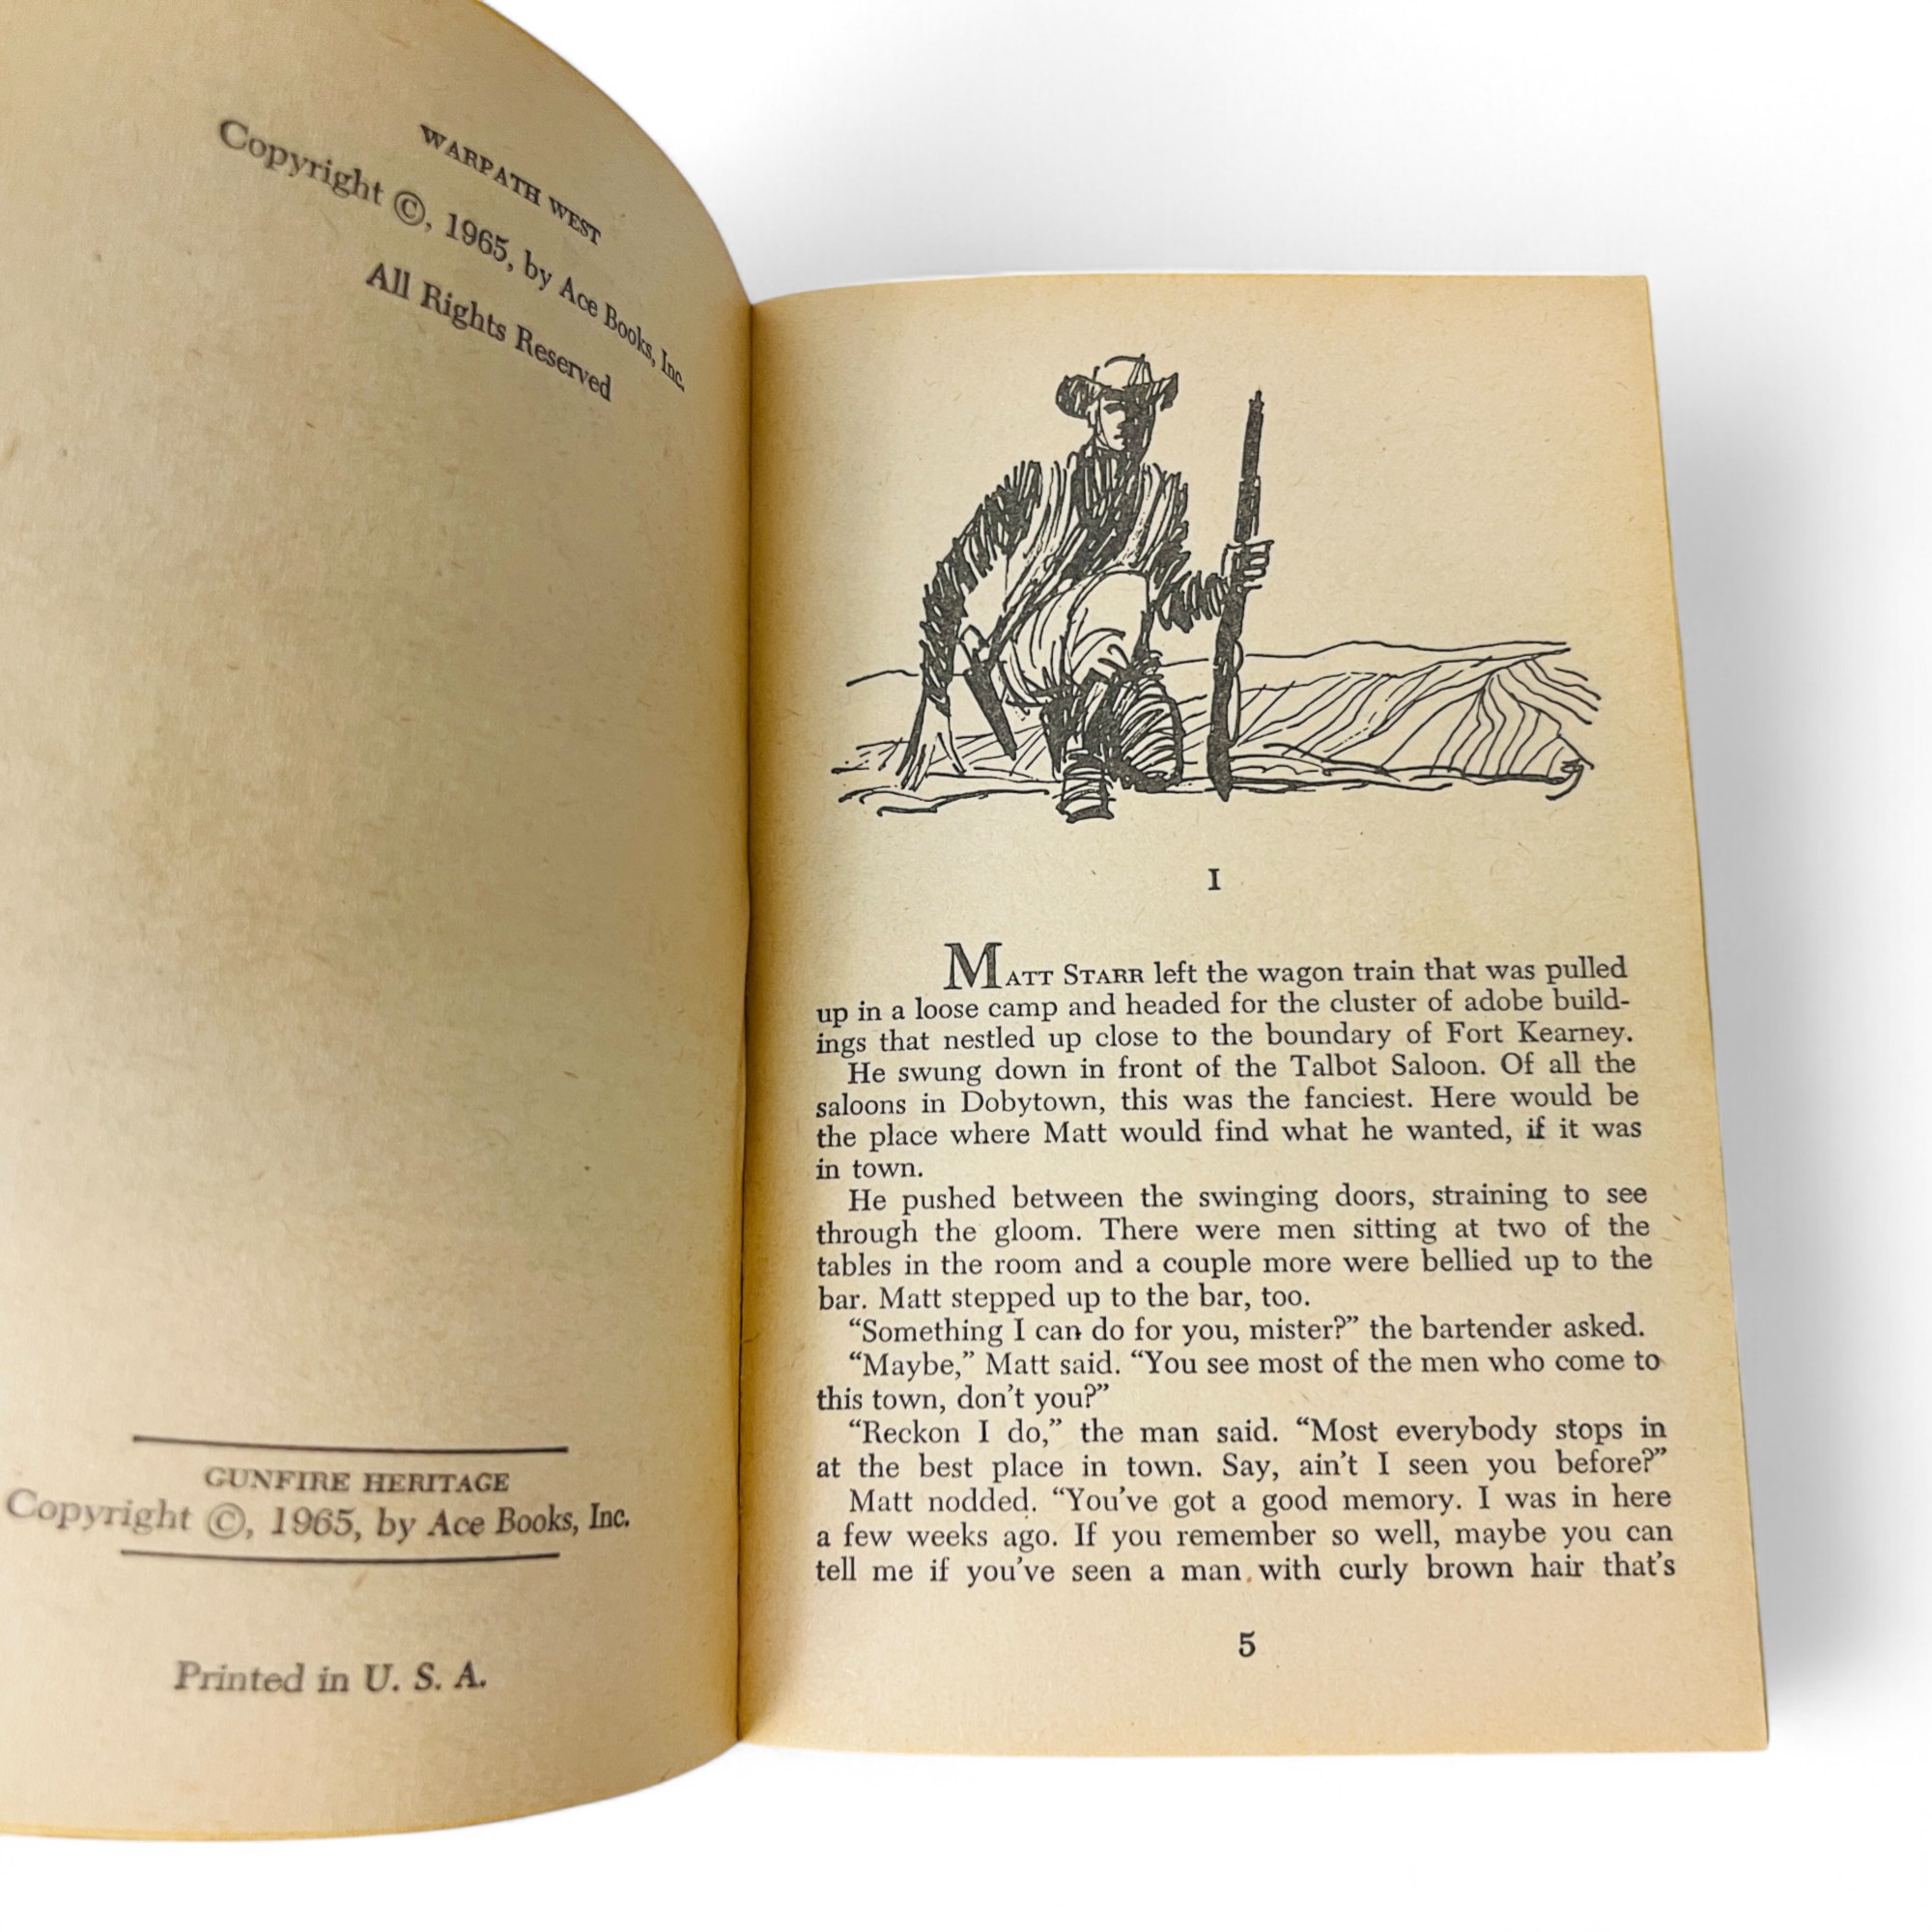 WARPATH WEST
Copyright ©, 1965, by Ace Books, Inc.
All Rights Reserved
GUNFIRE HERITAGE
Copyright ©, 1965, by Ace Books, Inc.
Printed in U. S. A.
I
MATT STARR left the wagon train that was pulled
up in a loose camp and headed for the cluster of adobe build-
ings that nestled up close to the boundary of Fort Kearney.
He swung down in front of the Talbot Saloon. Of all the
saloons in Dobytown, this was the fanciest. Here would be
the place where Matt would find what he wanted, if it was
in town.
He pushed between the swinging doors, straining to see
through the gloom. There were men sitting at two of the
tables in the room and a couple more were bellied up to the
bar. Matt stepped up to the bar, too.
“Something I can do for you, mister?” the bartender asked.
“Maybe,” Matt said. “You see most of the men who come to
this town, don’t you?”
“Reckon I do,” the man said. “Most everybody stops in
at the best place in town. Say, ain’t I seen you before?”
Matt nodded. “You’ve got a good memory. I was in here
a few weeks ago. If you remember so well, maybe you can
tell me if you’ve seen a man with curly brown hair that’s
5